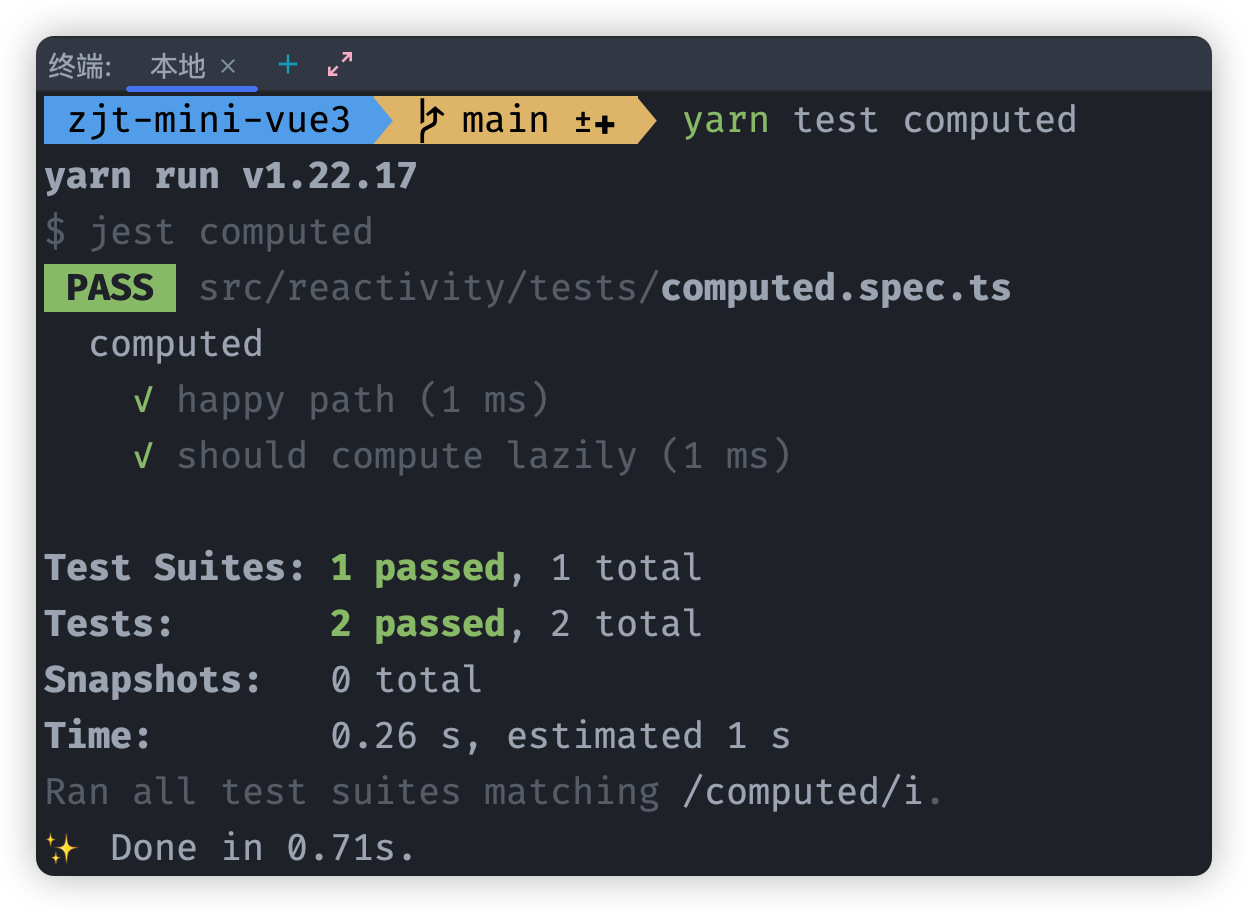 终端: 本地 × +
zjt-mini-vue3 main ±✚ yarn test computed
yarn run v1.22.17
$ jest computed
PASS src/reactivity/tests/computed.spec.ts
computed
√ happy path (1 ms)
√ should compute lazily (1 ms)
Test Suites: 1 passed, 1 total
Tests: 2 passed, 2 total
Snapshots: 0 total
Time: 0.26 s, estimated 1 s
Ran all test suites matching /computed/i.
✨ Done in 0.71s.